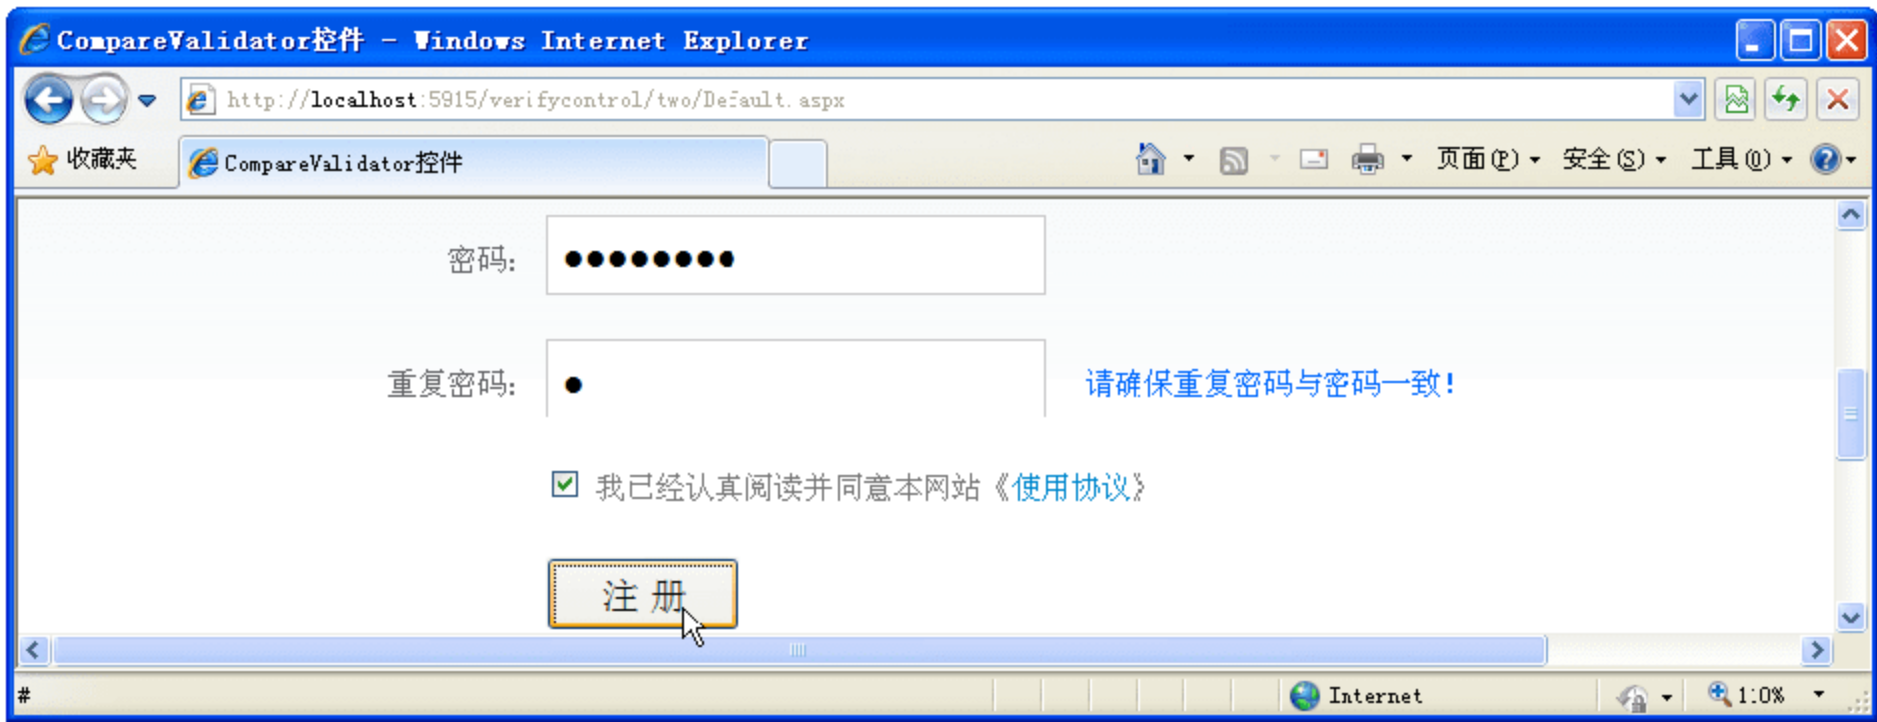 CompareValidator控件 - Windows Internet Explorer
http://localhost:5915/verifycontrol/two/Default.aspx
收藏夹 CompareValidator控件 页面(P) 安全(S) 工具(O)
密码:
重复密码: 请确保重复密码与密码一致!
我已经认真阅读并同意本网站《使用协议》
注 册
# Internet 110%